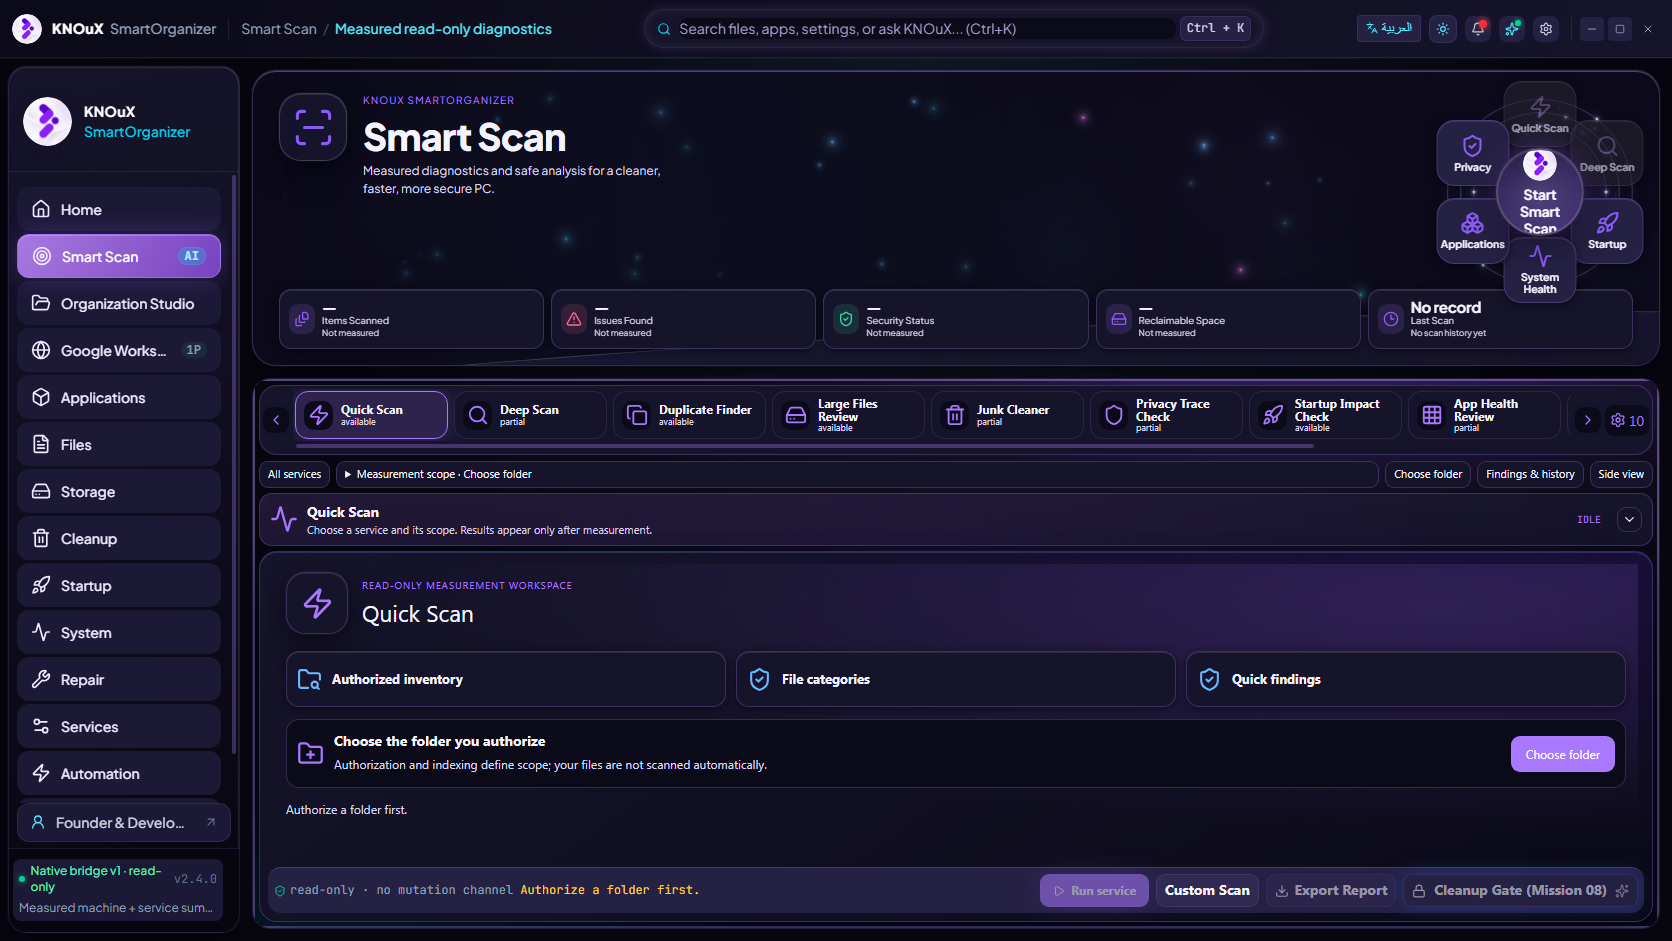 KNOuX SmartOrganizer
Smart Scan / Measured read-only diagnostics
Search files, apps, settings, or ask KNOuX... (Ctrl+K)
Ctrl + K
العربية
KNOuX
SmartOrganizer
Home
Smart Scan
AI
Organization Studio
Google Works...
1P
Applications
Files
Storage
Cleanup
Startup
System
Repair
Services
Automation
Founder & Develo...
Native bridge v1 · read-
only
v2.4.0
Measured machine + service sum...
KNOUX SMARTORGANIZER
Smart Scan
Measured diagnostics and safe analysis for a cleaner,
faster, more secure PC.
Quick Scan
Privacy
Deep Scan
Start
Smart
Scan
Applications
Startup
System
Health
—
Items Scanned
Not measured
—
Issues Found
Not measured
—
Security Status
Not measured
—
Reclaimable Space
Not measured
No record
Last Scan
No scan history yet
Quick Scan
available
Deep Scan
partial
Duplicate Finder
available
Large Files
Review
available
Junk Cleaner
partial
Privacy Trace
Check
partial
Startup Impact
Check
available
App Health
Review
partial
10
All services
Measurement scope · Choose folder
Choose folder
Findings & history
Side view
Quick Scan
Choose a service and its scope. Results appear only after measurement.
IDLE
READ-ONLY MEASUREMENT WORKSPACE
Quick Scan
Authorized inventory
File categories
Quick findings
Choose the folder you authorize
Authorization and indexing define scope; your files are not scanned automatically.
Choose folder
Authorize a folder first.
read-only · no mutation channel Authorize a folder first.
Run service
Custom Scan
Export Report
Cleanup Gate (Mission 08)